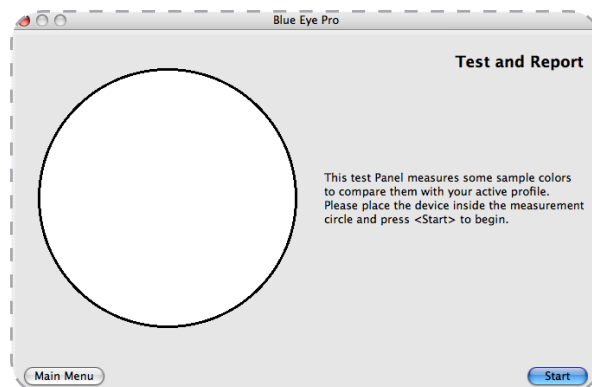 Blue Eye Pro
Test and Report
This test Panel measures some sample colors
to compare them with your active profile.
Please place the device inside the measurement
circle and press <Start> to begin.
Main Menu
Start